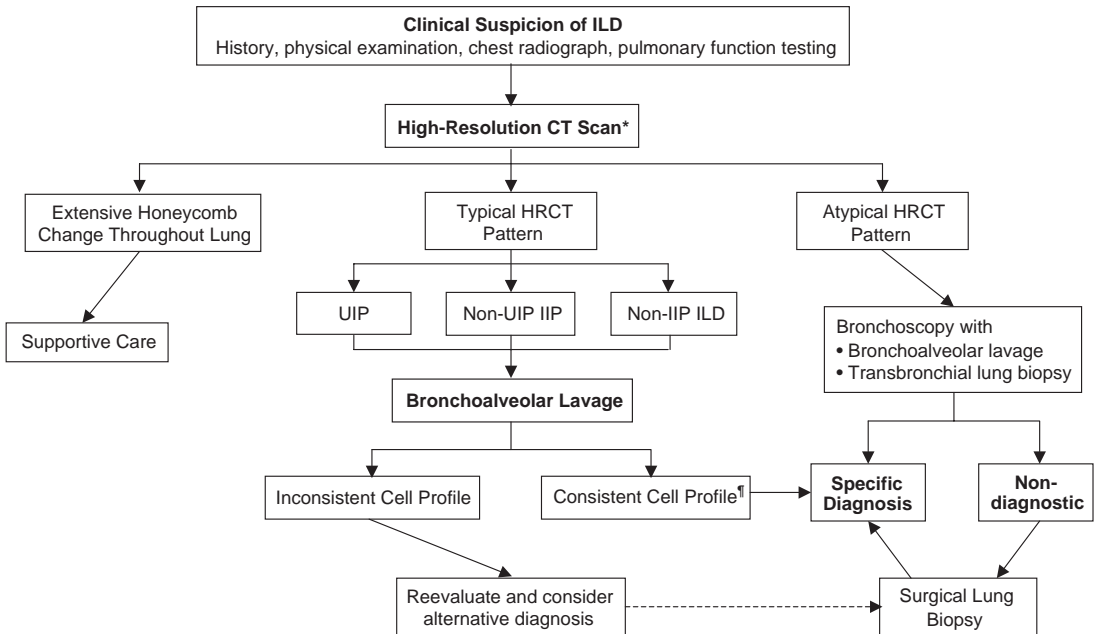 Clinical Suspicion of ILD
History, physical examination, chest radiograph, pulmonary function testing
High-Resolution CT Scan*
Extensive Honeycomb
Change Throughout Lung
Typical HRCT
Pattern
Atypical HRCT
Pattern
UIP
Non-UIP IIP
Non-IIP ILD
Supportive Care
Bronchoscopy with
• Bronchoalveolar lavage
• Transbronchial lung biopsy
Bronchoalveolar Lavage
Inconsistent Cell Profile
Consistent Cell Profile¶
Specific
Diagnosis
Non-
diagnostic
Reevaluate and consider
alternative diagnosis
Surgical Lung
Biopsy